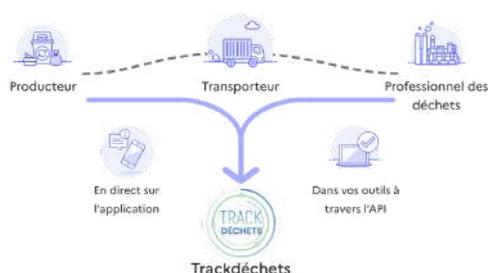 Producteur
Transporteur
Professionnel des
déchets
En direct sur
l'application
Dans vos outils à
travers l'API
TRACK
DÉCHETS
Trackdéchets